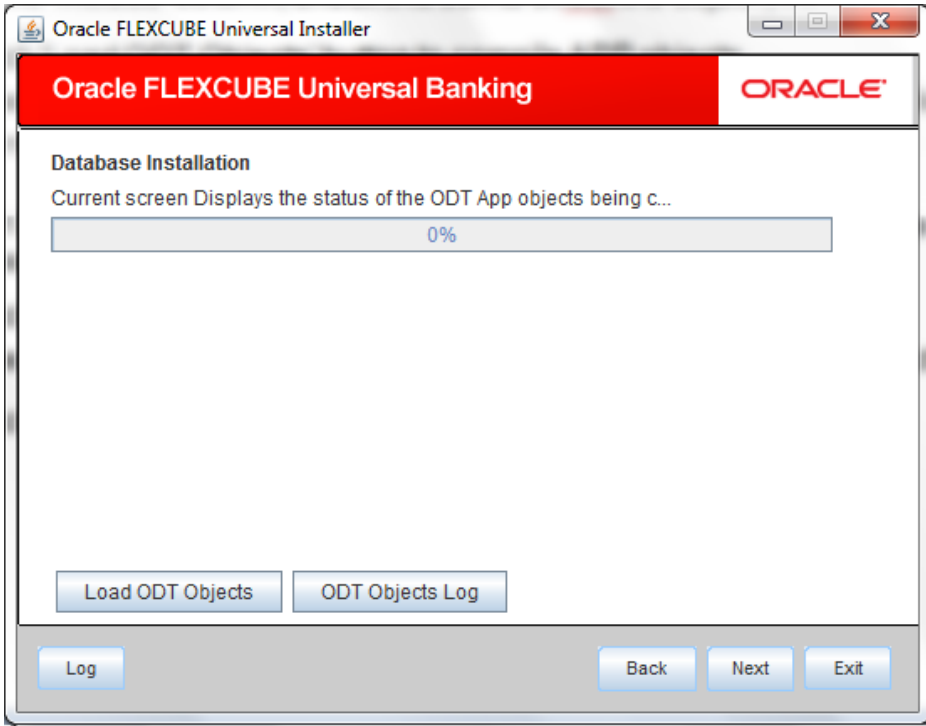 Oracle FLEXCUBE Universal Installer
Oracle FLEXCUBE Universal Banking
ORACLE
Database Installation
Current screen Displays the status of the ODT App objects being c...
0%
Load ODT Objects
ODT Objects Log
Log
Back
Next
Exit